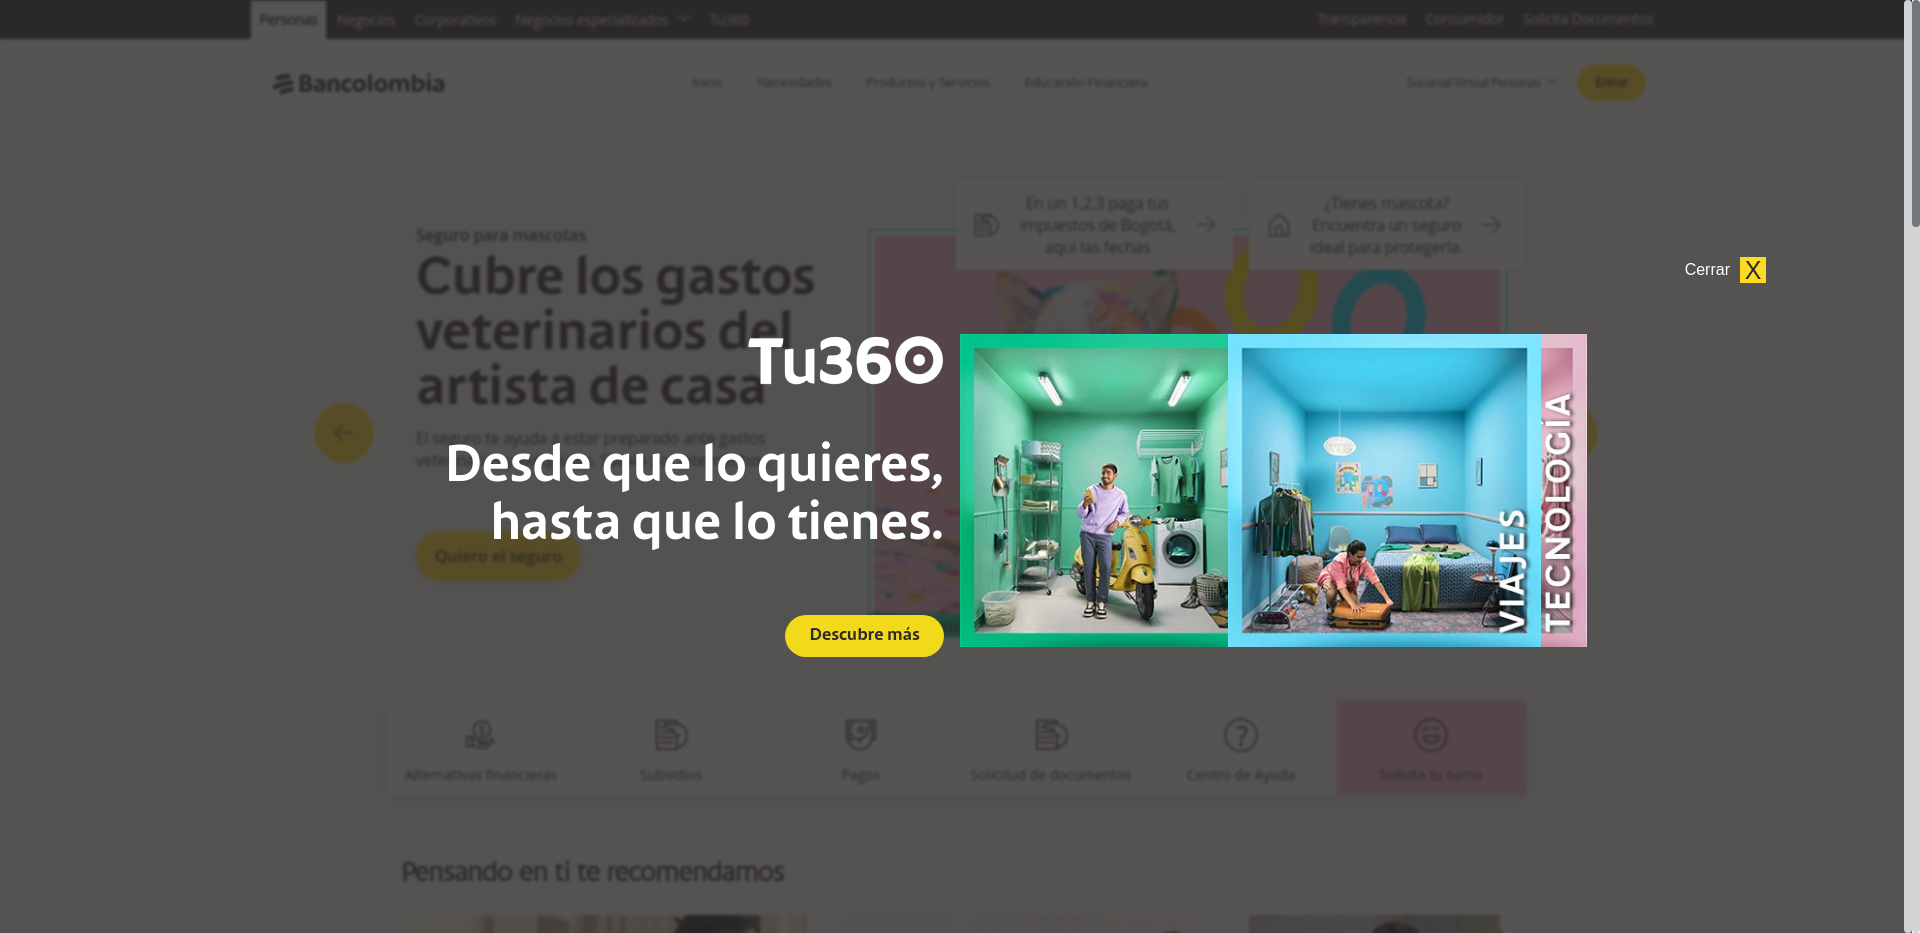 Personas
Negocios
Corporativos
Negocios especializados
Tu360
Transparencia
Consumidor
Solicita Documentos
Bancolombia
Inicio
Necesidades
Productos y Servicios
Educación Financiera
Sucursal Virtual Personas
Entrar
En un 1,2,3 paga tus
impuestos de Bogotá,
aquí las fechas
¿Tienes mascota?
Encuentra un seguro
ideal para protegerla.
Seguro para mascotas
Cubre los gastos
veterinarios del
artista de casa
El seguro te ayuda a estar preparado ante gastos
Quiero el seguro
Cerrar X
Tu360
Desde que lo quieres,
hasta que lo tienes.
Descubre más
VIAJES
TECNOLOGÍA
Alternativas financieras
Subsidios
Pagos
Solicitud de documentos
Centro de Ayuda
Solicita tu turno
Pensando en ti te recomendamos